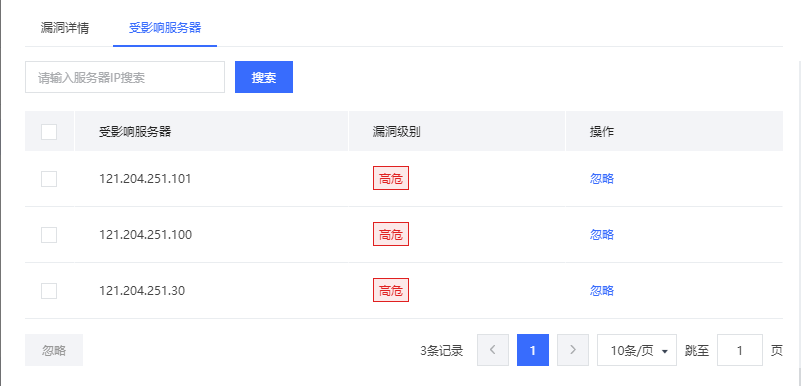 漏洞详情 受影响服务器
请输入服务器IP搜索 搜索
受影响服务器 漏洞级别 操作
121.204.251.101 高危 忽略
121.204.251.100 高危 忽略
121.204.251.30 高危 忽略
忽略 3条记录 1 10条/页 跳至 1 页